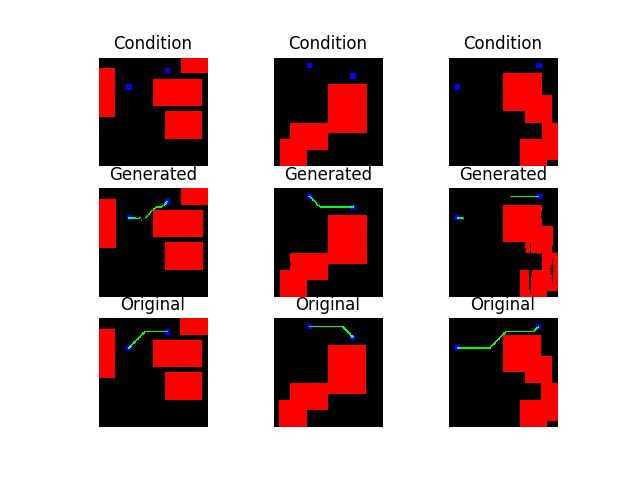 Condition Condition Condition
Generated Generated Generated
Original Original Original